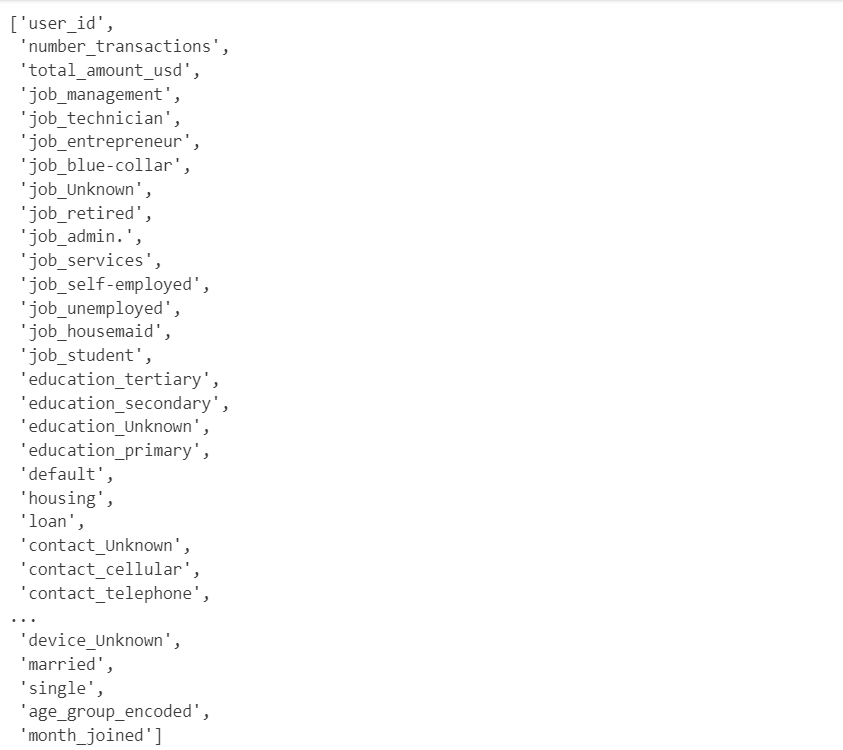 ['user_id',
'number_transactions',
'total_amount_usd',
'job_management',
'job_technician',
'job_entrepreneur',
'job_blue-collar',
'job_Unknown',
'job_retired',
'job_admin.',
'job_services',
'job_self-employed',
'job_unemployed',
'job_housemaid',
'job_student',
'education_tertiary',
'education_secondary',
'education_Unknown',
'education_primary',
'default',
'housing',
'loan',
'contact_Unknown',
'contact_cellular',
'contact_telephone',
...
'device_Unknown',
'married',
'single',
'age_group_encoded',
'month_joined']